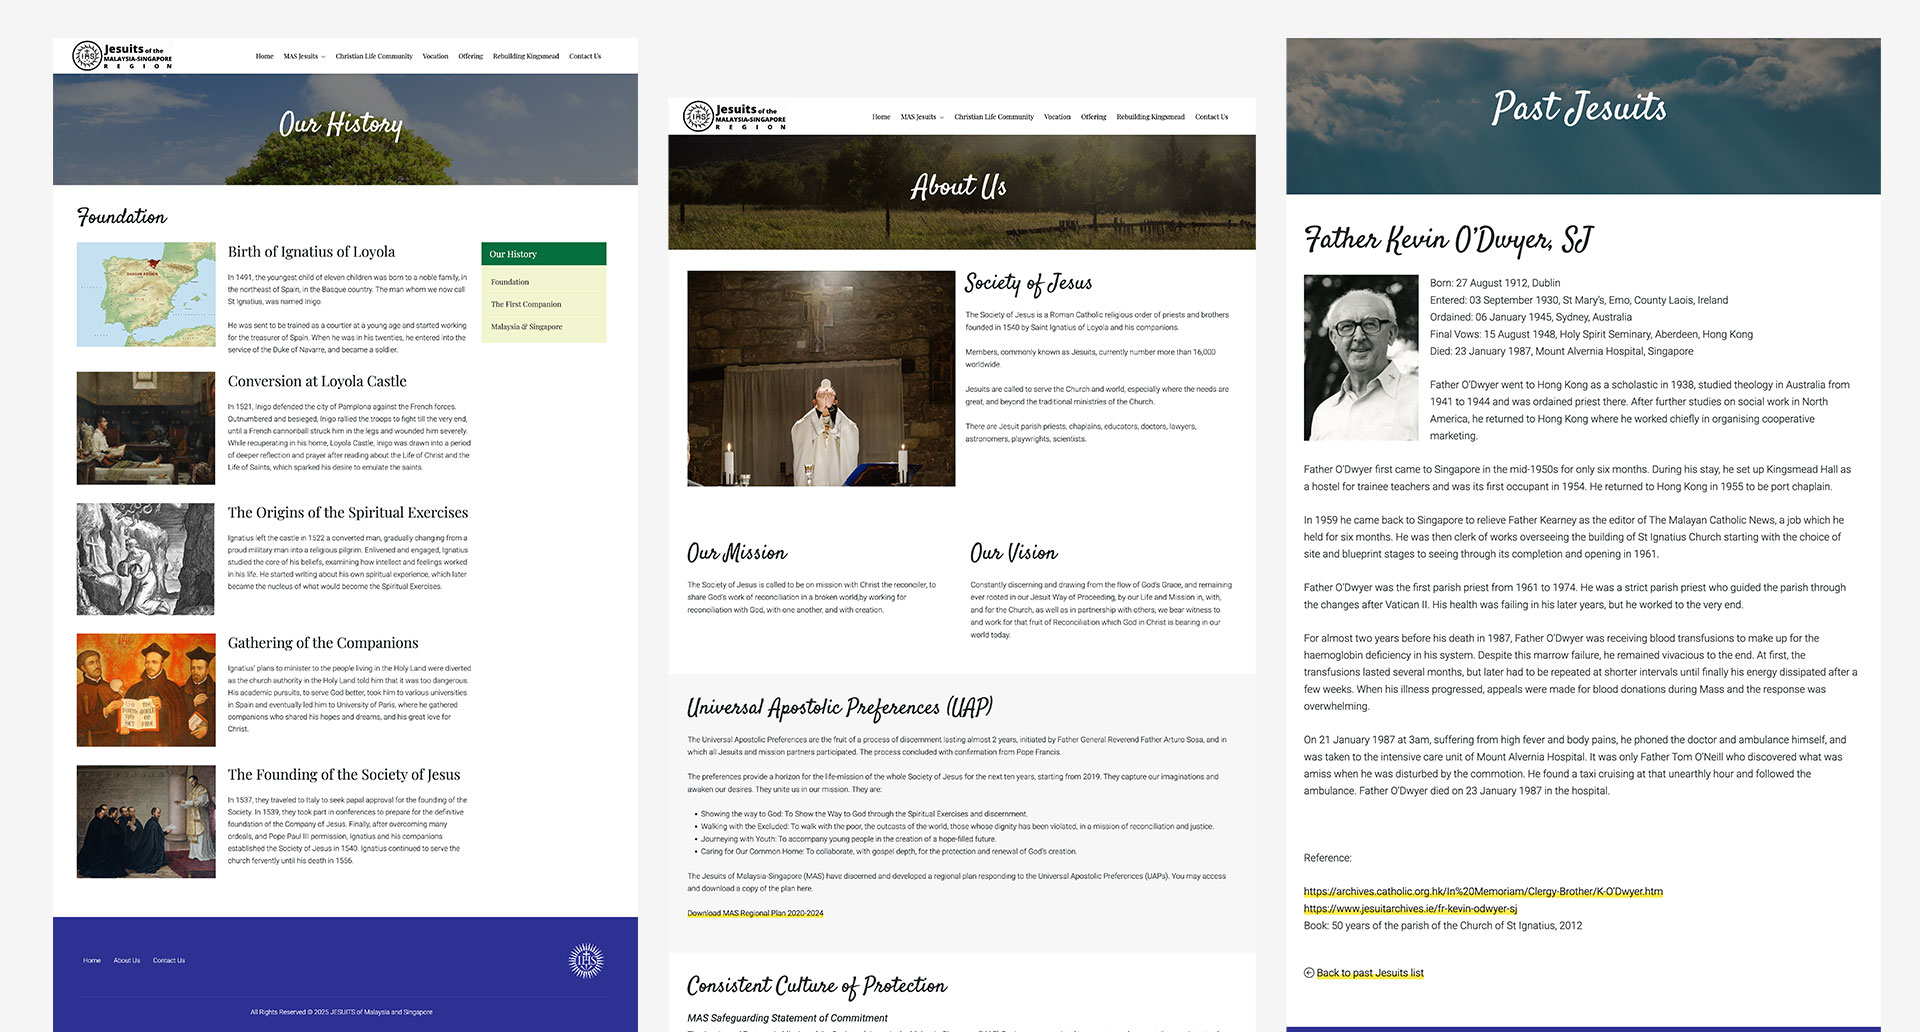 Jesuits of the
MALAYSIA-SINGAPORE
REGION
Home MAS Jesuits Christian Life Community Vocation Offering Rebuilding Kingsmead Contact Us
Our History
Foundation
Birth of Ignatius of Loyola
In 1491, the youngest child of eleven children was born to a noble family, in
the northeast of Spain, in the Basque country. The man whom we now call
St Ignatius, was named Inigo.
He was sent to be trained as a courtier at a young age and started working
for the treasurer of Spain. When he was in his twenties, he entered into the
service of the Duke of Navarre, and became a soldier.
Conversion at Loyola Castle
In 1521, Inigo defended the city of Pamplona against the French forces.
Outnumbered and besieged, Inigo rallied the troops to fight till the very end,
until a French cannonball struck him in the legs and wounded him severely.
While recuperating in his home, Loyola Castle, Inigo was drawn into a period
of deeper reflection and prayer after reading about the Life of Christ and the
Life of Saints, which sparked his desire to emulate the saints.
The Origins of the Spiritual Exercises
Ignatius left the castle in 1522 a converted man, gradually changing from a
proud military man into a religious pilgrim. Enlivened and engaged, Ignatius
studied the core of his beliefs, examining how intellect and feelings worked
in his life. He started writing about his own spiritual experience, which later
became the nucleus of what would become the Spiritual Exercises.
Gathering of the Companions
Ignatius' plans to minister to the people living in the Holy Land were diverted
as the church authority in the Holy Land told him that it was too dangerous.
His academic pursuits, to serve God better, took him to various universities
in Spain and eventually led him to University of Paris, where he gathered
companions who shared his hopes and dreams, and his great love for
Christ.
The Founding of the Society of Jesus
In 1537, they traveled to Italy to seek papal approval for the founding of the
Society. In 1539, they took part in conferences to prepare for the definitive
foundation of the Company of Jesus. Finally, after overcoming many
ordeals, and Pope Paul III permission, Ignatius and his companions
established the Society of Jesus in 1540. Ignatius continued to serve the
church fervently until his death in 1556.
Our History
Foundation
The First Companion
Malaysia & Singapore
Home About Us Contact Us
IHS
All Rights Reserved © 2025 JESUITS of Malaysia and Singapore
Jesuits of the
MALAYSIA-SINGAPORE
REGION
Home MAS Jesuits Christian Life Community Vocation Offering Rebuilding Kingsmead Contact Us
About Us
Society of Jesus
The Society of Jesus is a Roman Catholic religious order of priests and brothers
founded in 1540 by Saint Ignatius of Loyola and his companions.
Members, commonly known as Jesuits, currently number more than 16,000
worldwide.
Jesuits are called to serve the Church and world, especially where the needs are
great, and beyond the traditional ministries of the Church.
There are Jesuit parish priests, chaplains, educators, doctors, lawyers,
astronomers, playwrights, scientists.
Our Mission
The Society of Jesus is called to be on mission with Christ the reconciler, to
share God's work of reconciliation in a broken world,by working for
reconciliation with God, with one another, and with creation.
Our Vision
Constantly discerning and drawing from the flow of God's Grace, and remaining
ever rooted in our Jesuit Way of Proceeding, by our Life and Mission in, with,
and for the Church, as well as in partnership with others, we bear witness to
and work for that fruit of Reconciliation which God in Christ is bearing in our
world today.
Universal Apostolic Preferences (UAP)
The Universal Apostolic Preferences are the fruit of a process of discernment lasting almost 2 years, initiated by Father General Reverend Father Arturo Sosa, and in
which all Jesuits and mission partners participated. The process concluded with confirmation from Pope Francis.
The preferences provide a horizon for the life-mission of the whole Society of Jesus for the next ten years, starting from 2019. They capture our imaginations and
awaken our desires. They unite us in our mission. They are:
• Showing the way to God: To Show the Way to God through the Spiritual Exercises and discernment.
• Walking with the Excluded: To walk with the poor, the outcasts of the world, those whose dignity has been violated, in a mission of reconciliation and justice.
• Journeying with Youth: To accompany young people in the creation of a hope-filled future.
• Caring for Our Common Home: To collaborate, with gospel depth, for the protection and renewal of God's creation.
The Jesuits of Malaysia-Singapore (MAS) have discerned and developed a regional plan responding to the Universal Apostolic Preferences (UAPs). You may access
and download a copy of the plan here.
Download MAS Regional Plan 2020-2024
Consistent Culture of Protection
MAS Safeguarding Statement of Commitment
Past Jesuits
Father Kevin O'Dwyer, SJ
Born: 27 August 1912, Dublin
Entered: 03 September 1930, St Mary's, Emo, County Laois, Ireland
Ordained: 06 January 1945, Sydney, Australia
Final Vows: 15 August 1948, Holy Spirit Seminary, Aberdeen, Hong Kong
Died: 23 January 1987, Mount Alvernia Hospital, Singapore
Father O'Dwyer went to Hong Kong as a scholastic in 1938, studied theology in Australia from
1941 to 1944 and was ordained priest there. After further studies on social work in North
America, he returned to Hong Kong where he worked chiefly in organising cooperative
marketing.
Father O'Dwyer first came to Singapore in the mid-1950s for only six months. During his stay, he set up Kingsmead Hall as
a hostel for trainee teachers and was its first occupant in 1954. He returned to Hong Kong in 1955 to be port chaplain.
In 1959 he came back to Singapore to relieve Father Kearney as the editor of The Malayan Catholic News, a job which he
held for six months. He was then clerk of works overseeing the building of St Ignatius Church starting with the choice of
site and blueprint stages to seeing through its completion and opening in 1961.
Father O'Dwyer was the first parish priest from 1961 to 1974. He was a strict parish priest who guided the parish through
the changes after Vatican II. His health was failing in his later years, but he worked to the very end.
For almost two years before his death in 1987, Father O'Dwyer was receiving blood transfusions to make up for the
haemoglobin deficiency in his system. Despite this marrow failure, he remained vivacious to the end. At first, the
transfusions lasted several months, but later had to be repeated at shorter intervals until finally his energy dissipated after a
few weeks. When his illness progressed, appeals were made for blood donations during Mass and the response was
overwhelming.
On 21 January 1987 at 3am, suffering from high fever and body pains, he phoned the doctor and ambulance himself, and
was taken to the intensive care unit of Mount Alvernia Hospital. It was only Father Tom O'Neill who discovered what was
amiss when he was disturbed by the commotion. He found a taxi cruising at that unearthly hour and followed the
ambulance. Father O'Dwyer died on 23 January 1987 in the hospital.
Reference:
https://archives.catholic.org.hk/In%20Memoriam/Clergy-Brother/K-O'Dwyer.htm
https://www.jesuitarchives.ie/fr-kevin-odwyer-sj
Book: 50 years of the parish of the Church of St Ignatius, 2012
Back to past Jesuits list